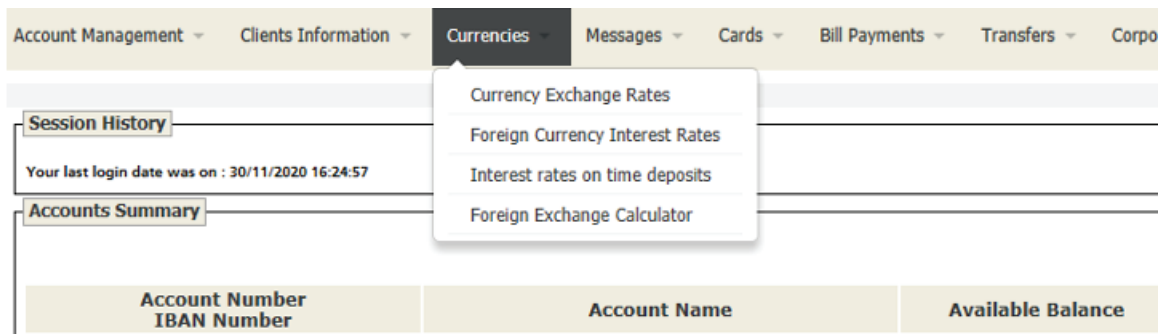 Account Management Clients Information Currencies Messages Cards Bill Payments Transfers Corpo
Currency Exchange Rates
Foreign Currency Interest Rates
Interest rates on time deposits
Foreign Exchange Calculator
Session History
Your last login date was on : 30/11/2020 16:24:57
Accounts Summary
Account Number
IBAN Number
Account Name
Available Balance